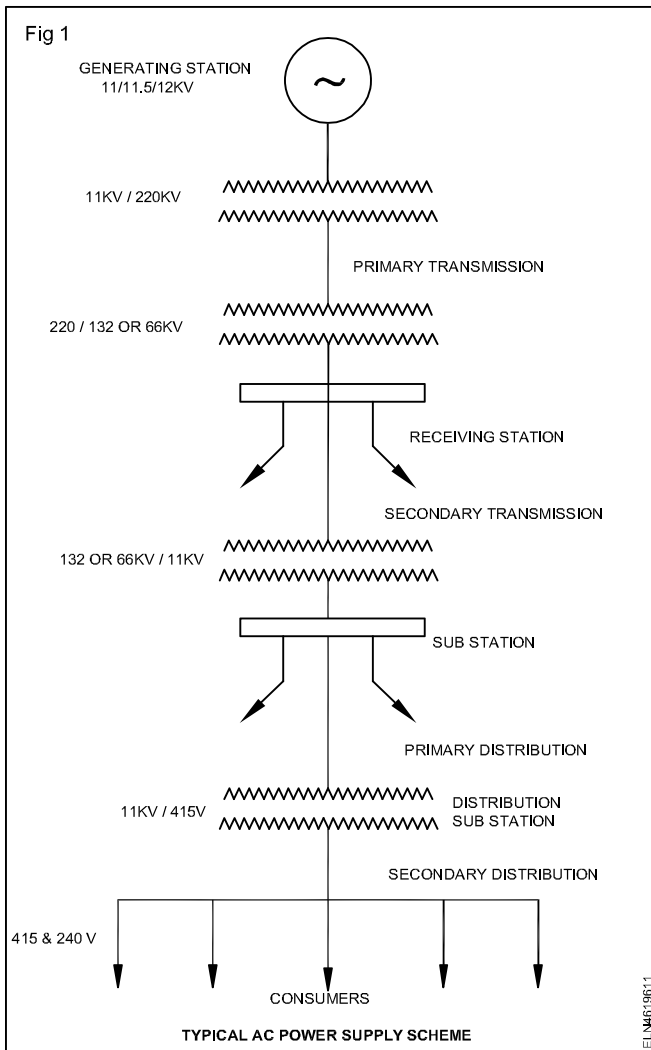 Fig 1
GENERATING STATION
11/11.5/12KV
~
11KV / 220KV
PRIMARY TRANSMISSION
220 / 132 OR 66KV
RECEIVING STATION
SECONDARY TRANSMISSION
132 OR 66KV / 11KV
SUB STATION
PRIMARY DISTRIBUTION
11KV / 415V
DISTRIBUTION
SUB STATION
SECONDARY DISTRIBUTION
415 & 240 V
CONSUMERS
TYPICAL AC POWER SUPPLY SCHEME
ELN4619611